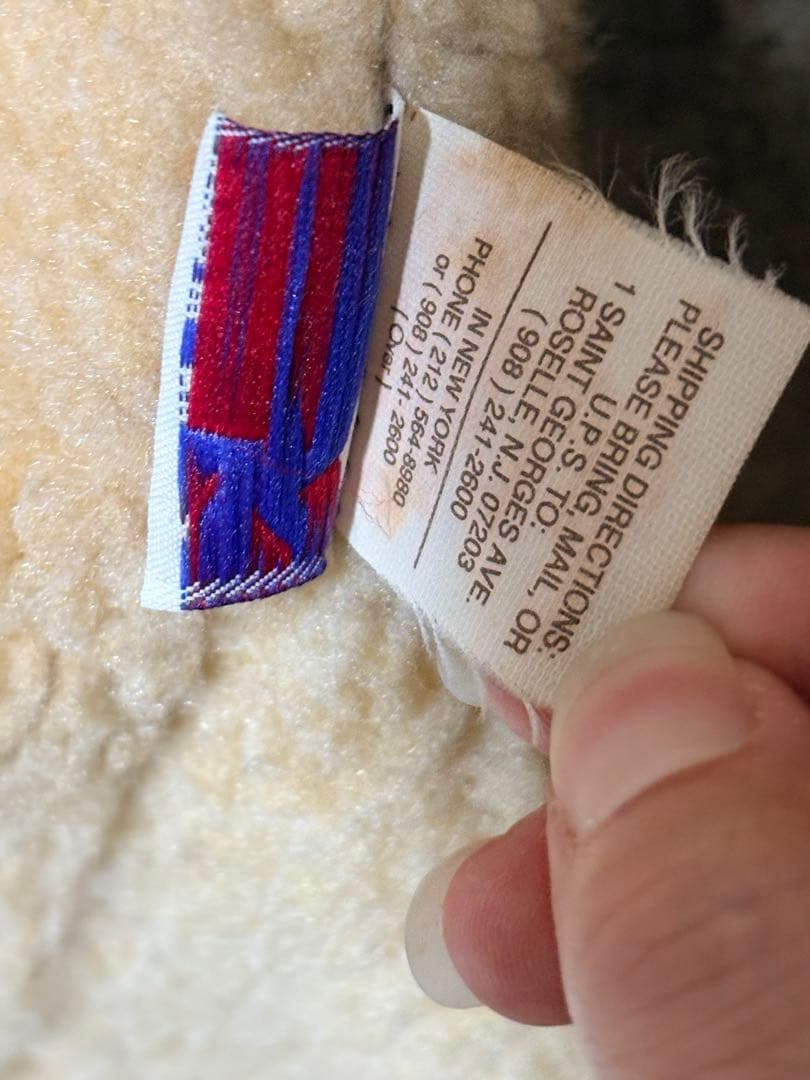 SHIPPING DIRECTIONS:
PLEASE BRING, MAIL, OR
U.P.S. TO:
1 SAINT GEORGES AVE.
ROSELLE, N.J. 07203
( 908 ) 241-2600
IN NEW YORK
PHONE ( 212 ) 564-8980
or ( 908 ) 241- 2600
( Over )